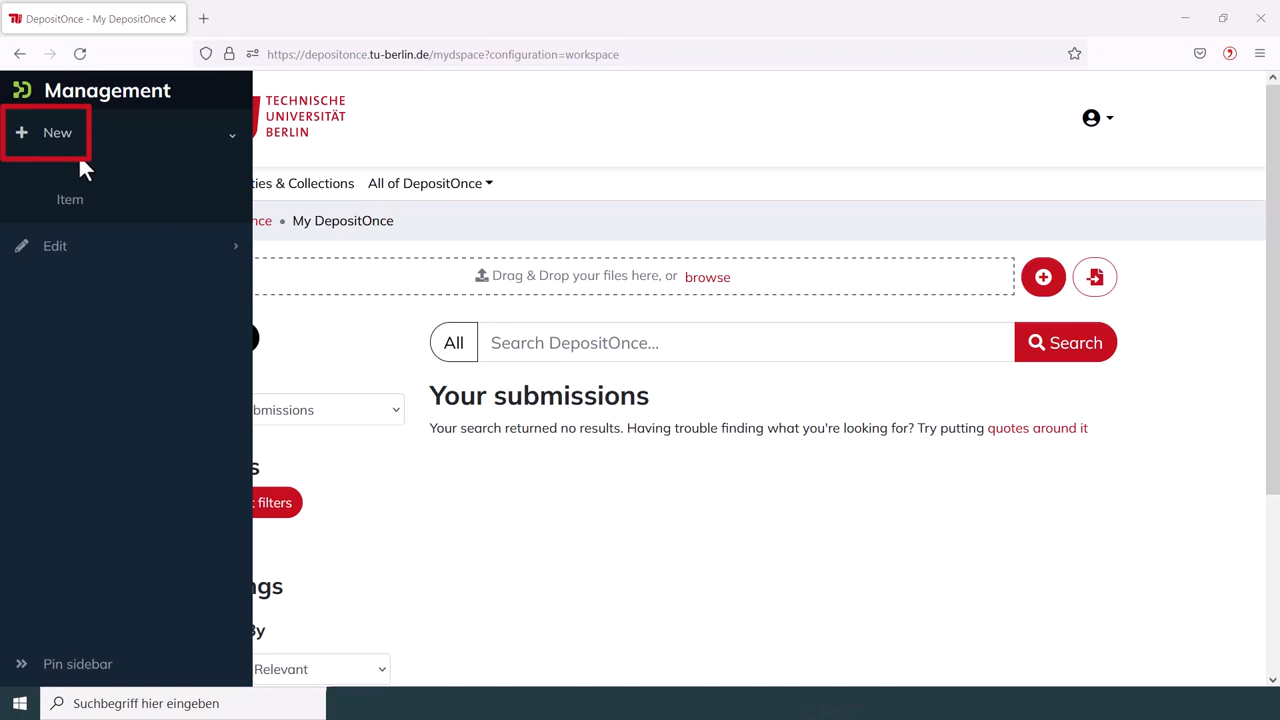 DepositOnce - My DepositOnce
https://depositonce.tu-berlin.de/mydspace?configuration=workspace
Management
New
Item
Edit
Pin sidebar
TECHNISCHE
UNIVERSITÄT
BERLIN
ties & Collections All of DepositOnce
nce • My DepositOnce
Drag & Drop your files here, or browse
All Search DepositOnce... Search
bmissions
Your submissions
Your search returned no results. Having trouble finding what you're looking for? Try putting quotes around it
s
t filters
ngs
By
Relevant
Suchbegriff hier eingeben